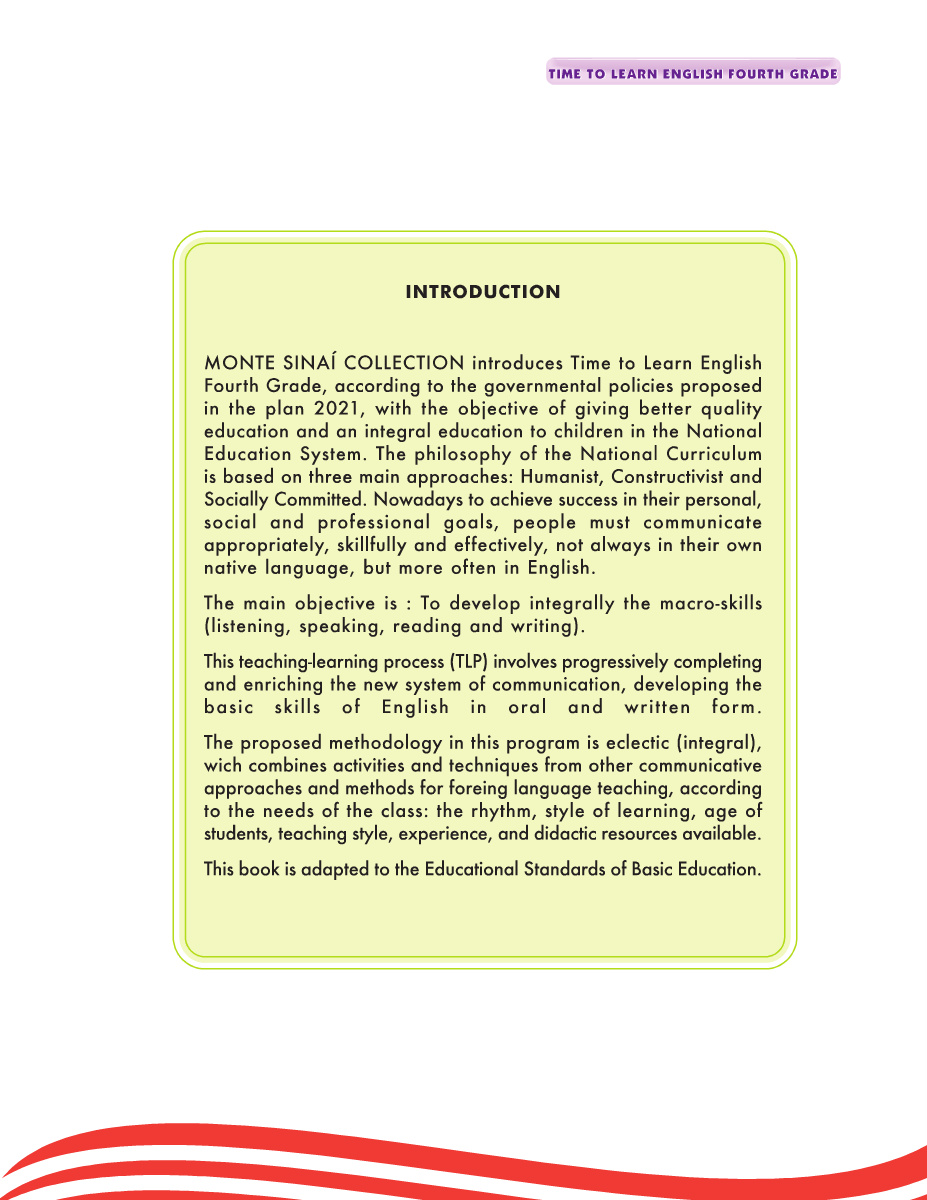 TIME TO LEARN ENGLISH FOURTH GRADE
INTRODUCTION
MONTE SINAÍ COLLECTION introduces Time to Learn English
Fourth Grade, according to the governmental policies proposed
in the plan 2021, with the objective of giving better quality
education and an integral education to children in the National
Education System. The philosophy of the National Curriculum
is based on three main approaches: Humanist, Constructivist and
Socially Committed. Nowadays to achieve success in their personal,
social and professional goals, people must communicate
appropriately, skillfully and effectively, not always in their own
native language, but more often in English.
The main objective is : To develop integrally the macro-skills
(listening, speaking, reading and writing).
This teaching-learning process (TLP) involves progressively completing
and enriching the new system of communication, developing the
basic skills of English in oral and written form.
The proposed methodology in this program is eclectic (integral),
wich combines activities and techniques from other communicative
approaches and methods for foreing language teaching, according
to the needs of the class: the rhythm, style of learning, age of
students, teaching style, experience, and didactic resources available.
This book is adapted to the Educational Standards of Basic Education.